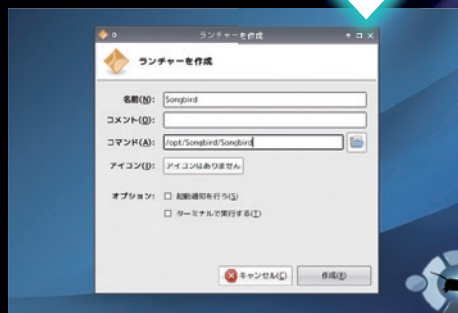 ランチャーを作成
ランチャーを作成
名前(N): Songbird
コメント(O):
コマンド(A): /opt/Songbird/Songbird
アイコン(I): アイコンはありません
オプション: 起動通知を行う(S)
ターミナルで実行する(T)
キャンセル(C) 作成(R)